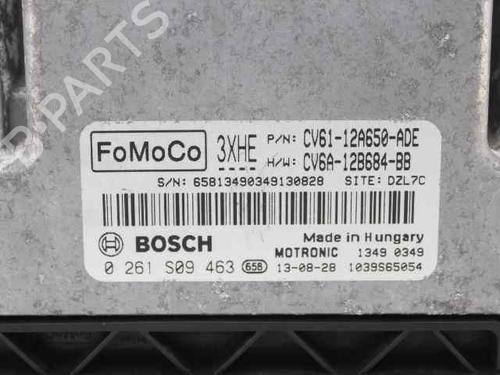 FoMoCo 3XHE P/N: CV61-12A650-ADE
H/W: CV6A-12B684-BB
S/N: 65813490349130828 SITE: DZL7C
BOSCH Made in Hungary
MOTRONIC 1349 0349
0 261 S09 463 658 13-08-28 1039S65054
B-PARTS